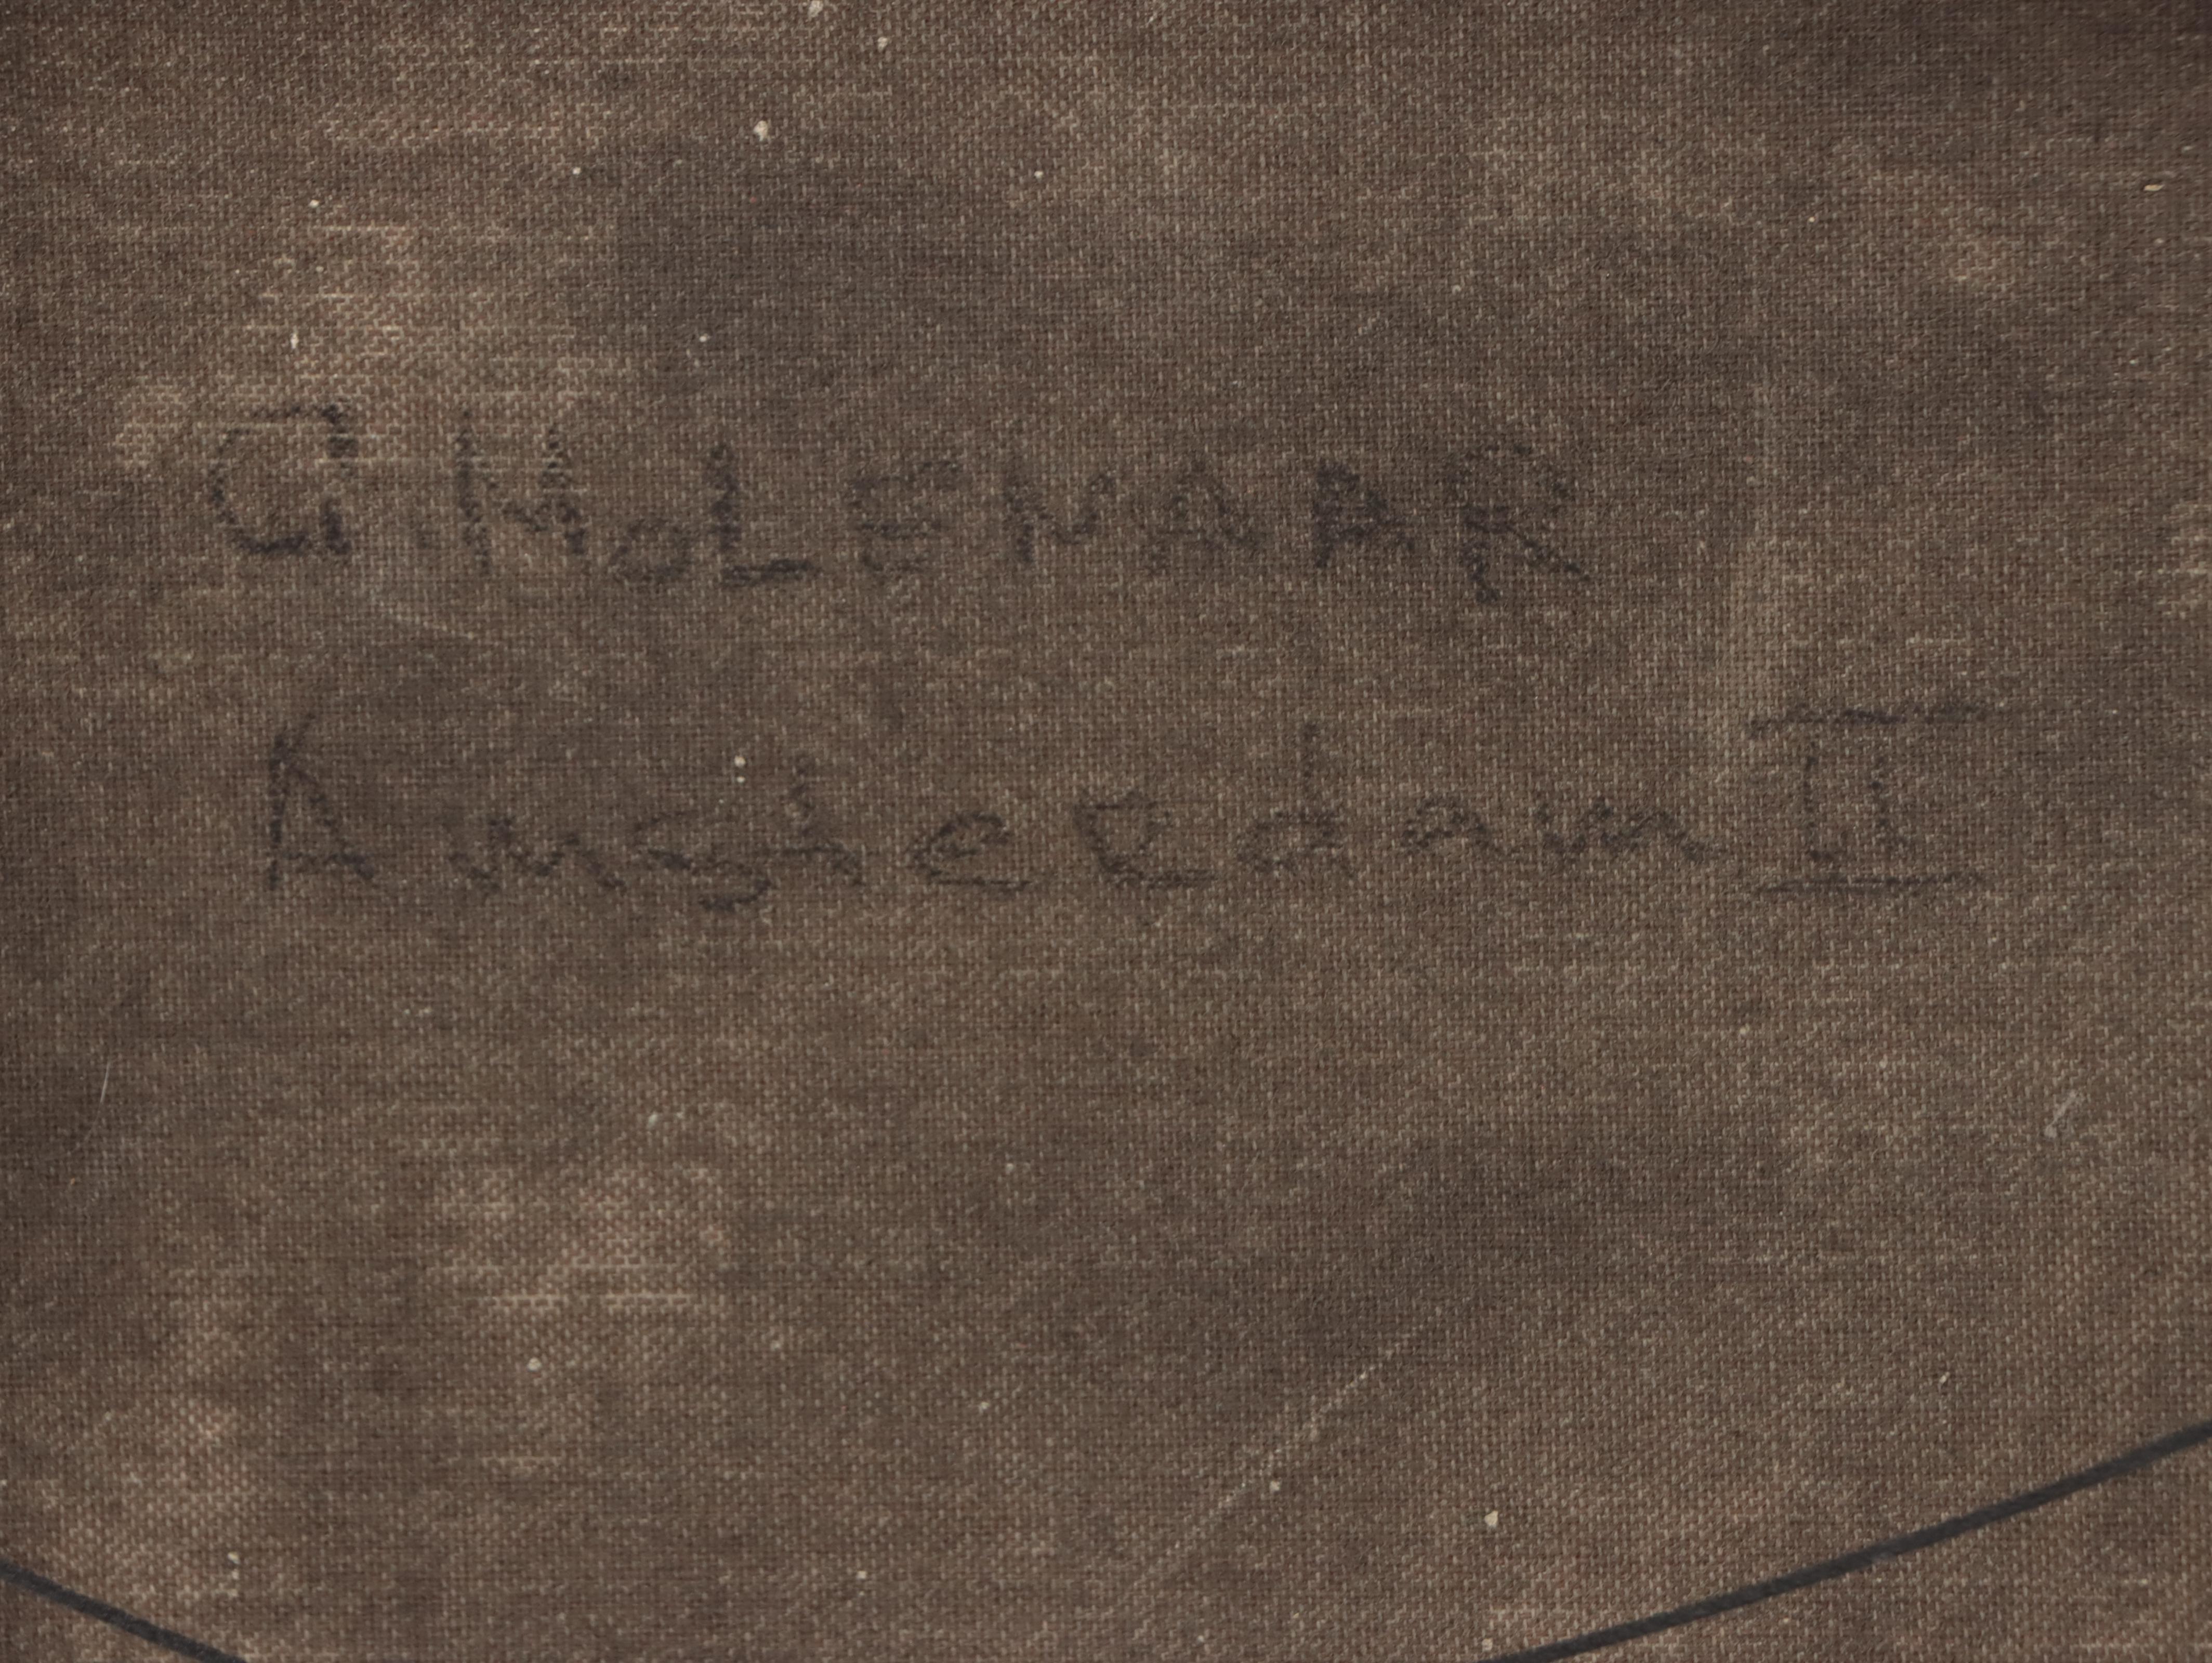 G. MOLENAAR
Amsterdam II